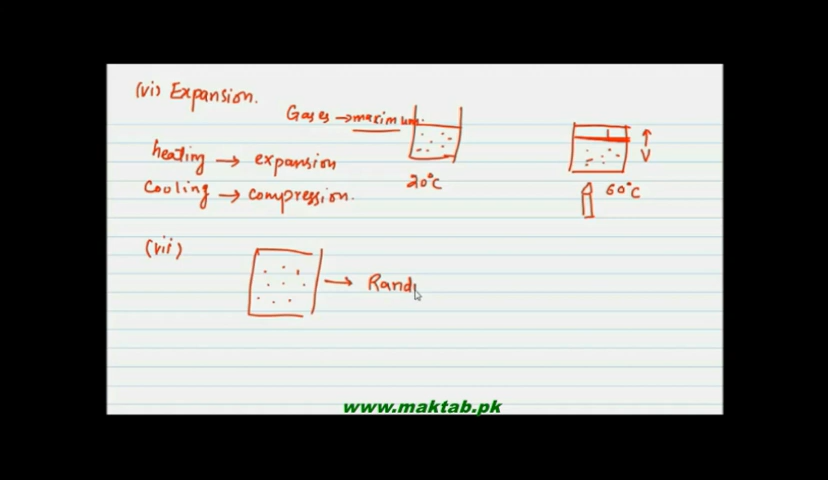 (vi) Expansion.
Gases → maximum.
heating → expansion
Cooling → compression.
20°C
60°C
↑
V
(vii)
→ Rand
www.maktab.pk